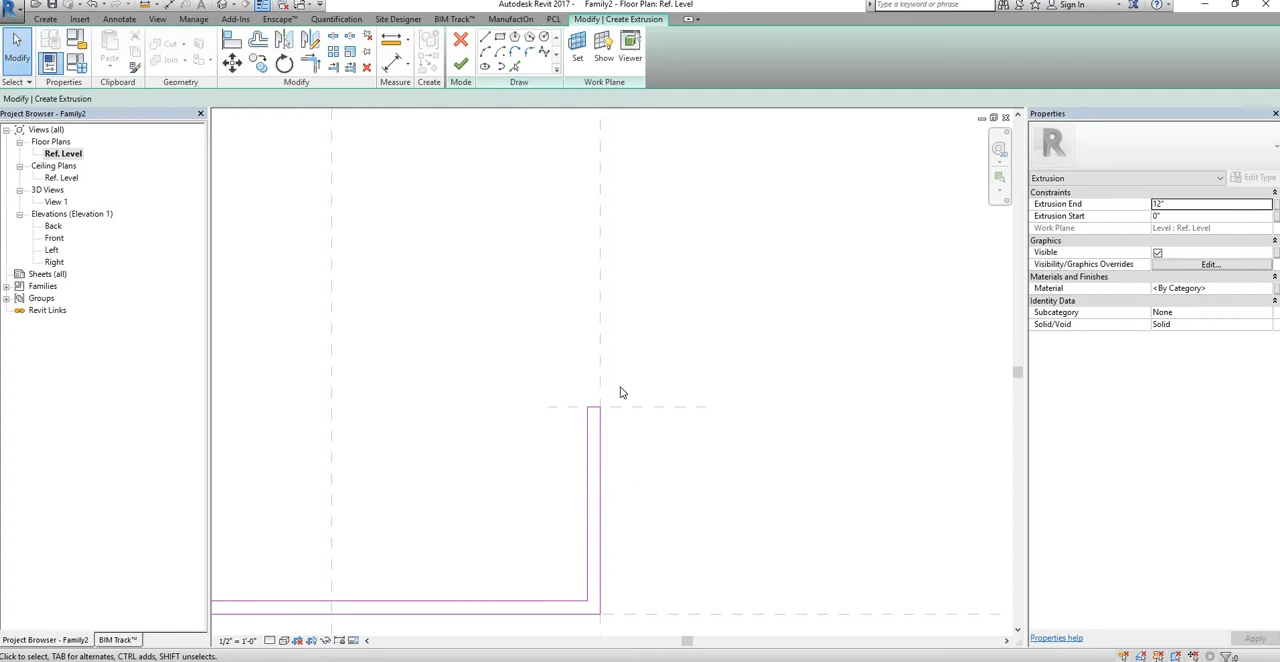 Autodesk Revit 2017 - Family2 - Floor Plan: Ref. Level
Type a keyword or phrase
Sign In
Create Insert Annotate View Manage Add-Ins Enscape™ Quantification Site Designer BIM Track™ ManufactOn PCL Modify | Create Extrusion
Modify
Paste
Cut
Join
Set Show Viewer
Select Properties Clipboard Geometry Modify Measure Create Mode Draw Work Plane
Modify | Create Extrusion
Project Browser - Family2
Views (all)
Floor Plans
Ref. Level
Ceiling Plans
Ref. Level
3D Views
View 1
Elevations (Elevation 1)
Back
Front
Left
Right
Sheets (all)
Families
Groups
Revit Links
Project Browser - Family2 BIM Track™
2D
1/2" = 1'-0"
Properties
R
Extrusion
Edit Type
Constraints
Extrusion End 12"
Extrusion Start 0"
Work Plane Level : Ref. Level
Graphics
Visible
Visibility/Graphics Overrides Edit...
Materials and Finishes
Material <By Category>
Identity Data
Subcategory None
Solid/Void Solid
Properties help
Apply
Click to select, TAB for alternates, CTRL adds, SHIFT unselects.
:0